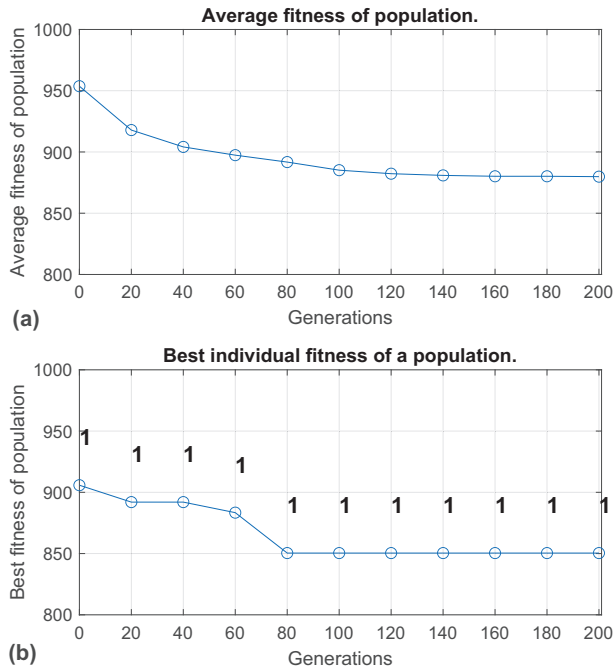 Average fitness of population.
1000
950
900
850
800
Average fitness of population
0 20 40 60 80 100 120 140 160 180 200
(a)
Generations
Best individual fitness of a population.
1000
950
900
850
800
Best fitness of population
1 1 1 1 1 1 1 1 1 1 1
0 20 40 60 80 100 120 140 160 180 200
(b)
Generations